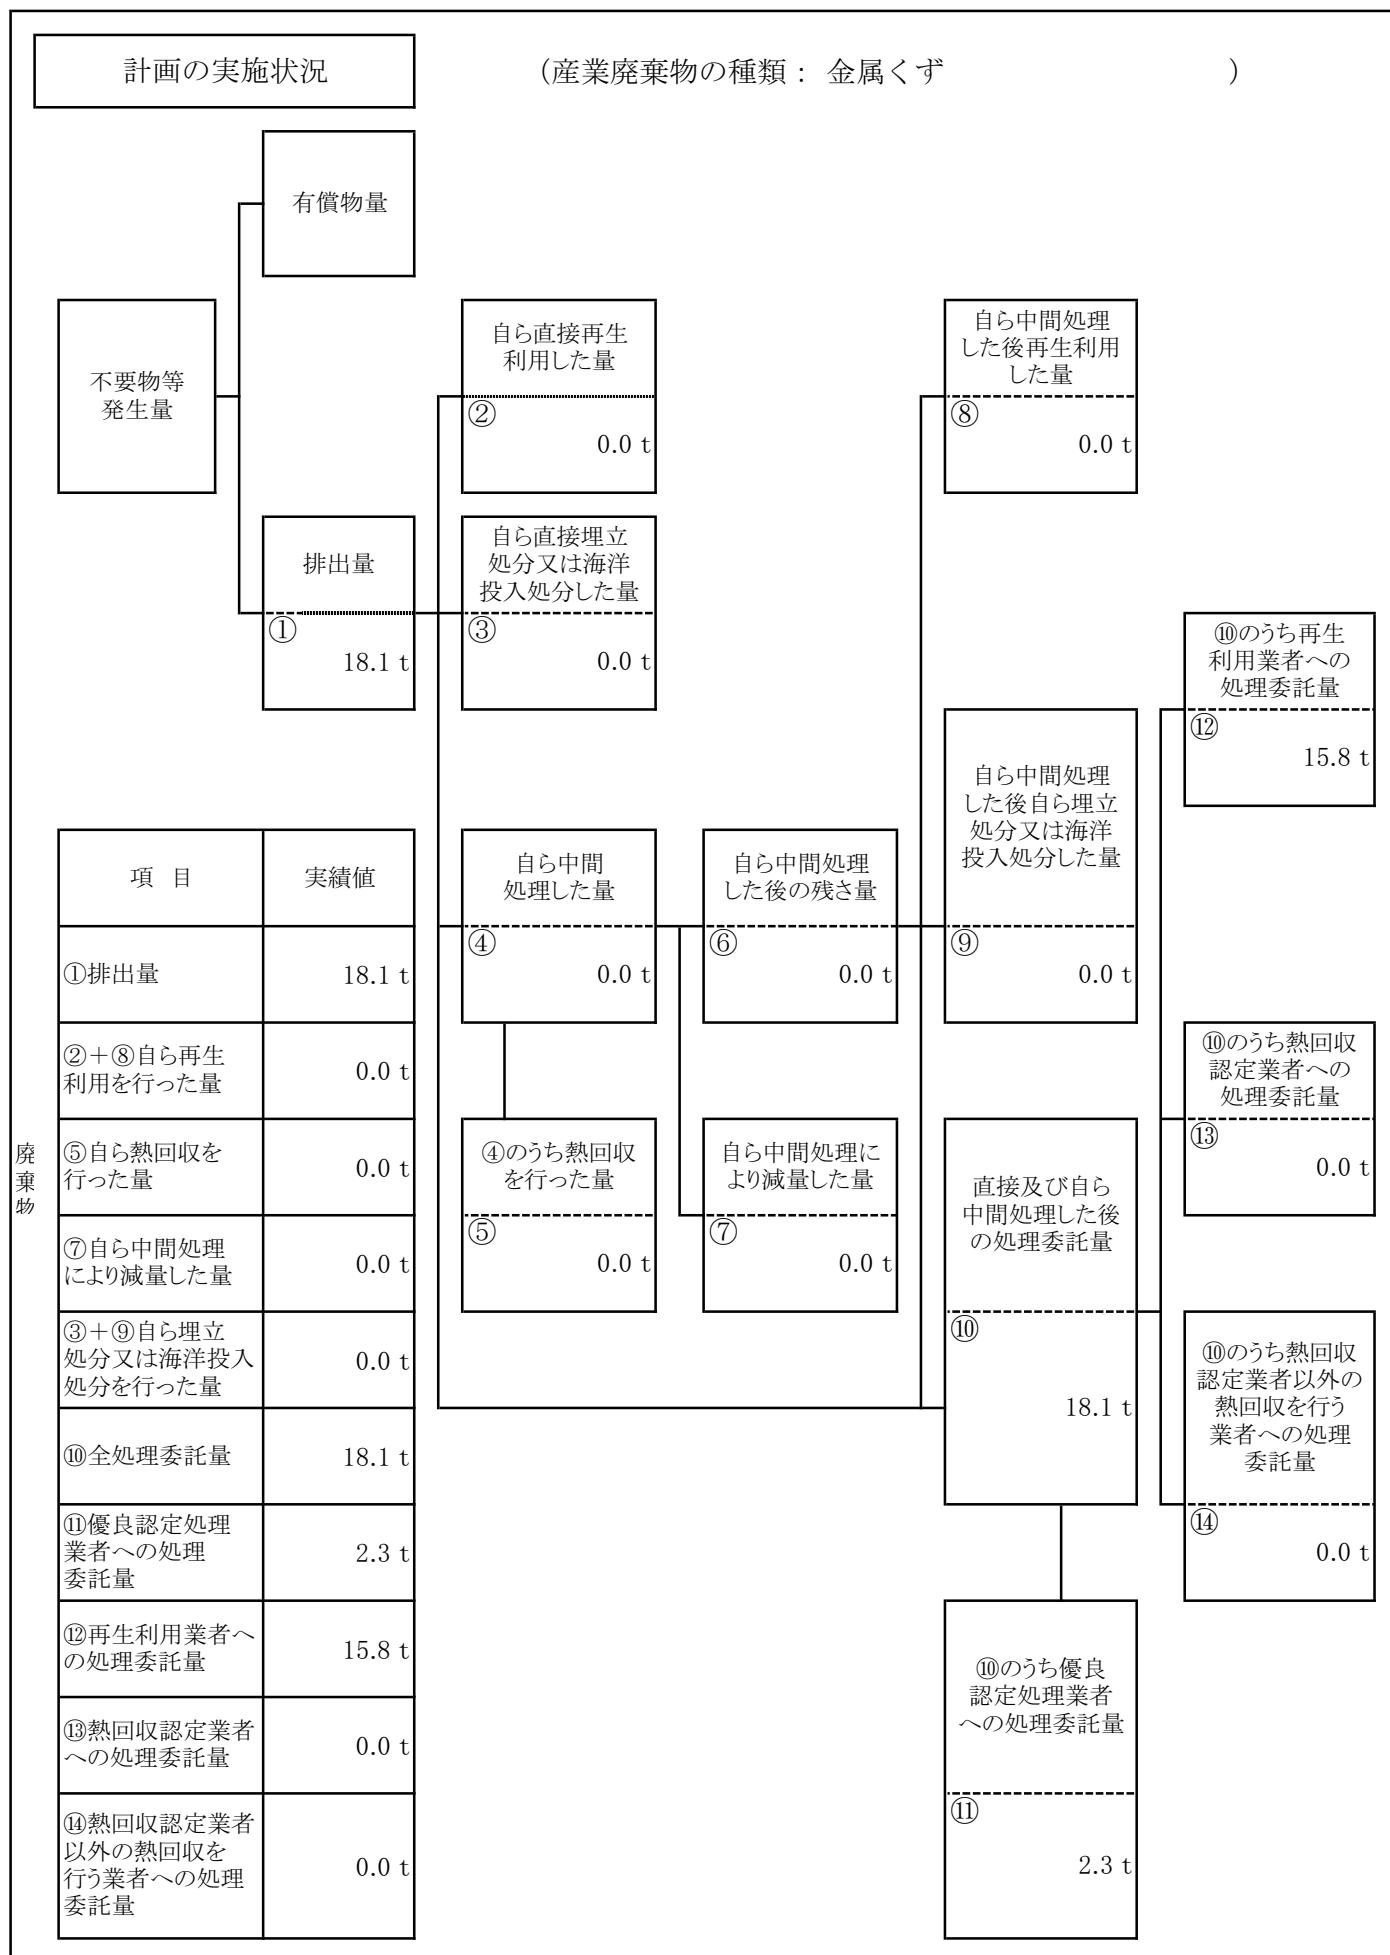 計画の実施状況
（産業廃棄物の種類： 金属くず ）
有償物量
不要物等
発生量
自ら直接再生
利用した量
②
0.0 t
自ら中間処理
した後再生利用
した量
⑧
0.0 t
排出量
①
18.1 t
自ら直接埋立
処分又は海洋
投入処分した量
③
0.0 t
⑩のうち再生
利用業者への
処理委託量
⑫
15.8 t
自ら中間処理
した後自ら埋立
処分又は海洋
投入処分した量
⑨
0.0 t
自ら中間
処理した量
④
0.0 t
自ら中間処理
した後の残さ量
⑥
0.0 t
⑩のうち熱回収
認定業者への
処理委託量
⑬
0.0 t
④のうち熱回収
を行った量
⑤
0.0 t
自ら中間処理に
より減量した量
⑦
0.0 t
直接及び自ら
中間処理した後
の処理委託量
⑩
18.1 t
⑩のうち熱回収
認定業者以外の
熱回収を行う
業者への処理
委託量
⑭
0.0 t
⑩のうち優良
認定処理業者
への処理委託量
⑪
2.3 t
項 目 実績値
①排出量 18.1 t
②＋⑧自ら再生
利用を行った量 0.0 t
⑤自ら熱回収を
行った量 0.0 t
⑦自ら中間処理
により減量した量 0.0 t
③＋⑨自ら埋立
処分又は海洋投入
処分を行った量 0.0 t
⑩全処理委託量 18.1 t
⑪優良認定処理
業者への処理
委託量 2.3 t
⑫再生利用業者へ
の処理委託量 15.8 t
⑬熱回収認定業者
への処理委託量 0.0 t
⑭熱回収認定業者
以外の熱回収を
行う業者への処理
委託量 0.0 t
廃棄物